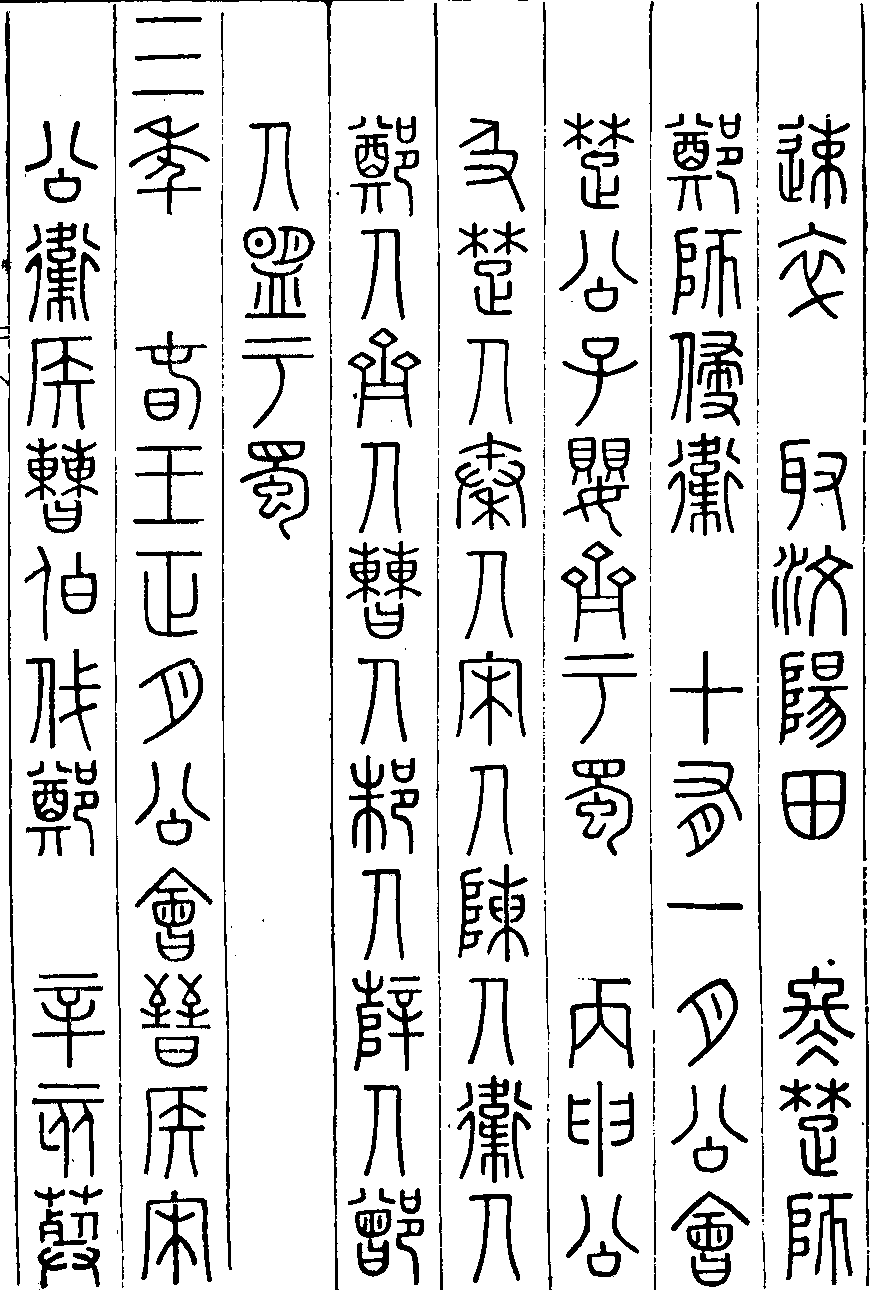 速卒　取汶陽田　冬楚師
鄭師侵衛　十有一月公會
楚公子嬰齊于蜀　丙申公
及楚人秦人宋人陳人衛人
鄭人齊人曹人邾人薛人鄫
人盟于蜀
三年　春王正月公會晉侯宋
公衛侯曹伯伐鄭　辛亥葬